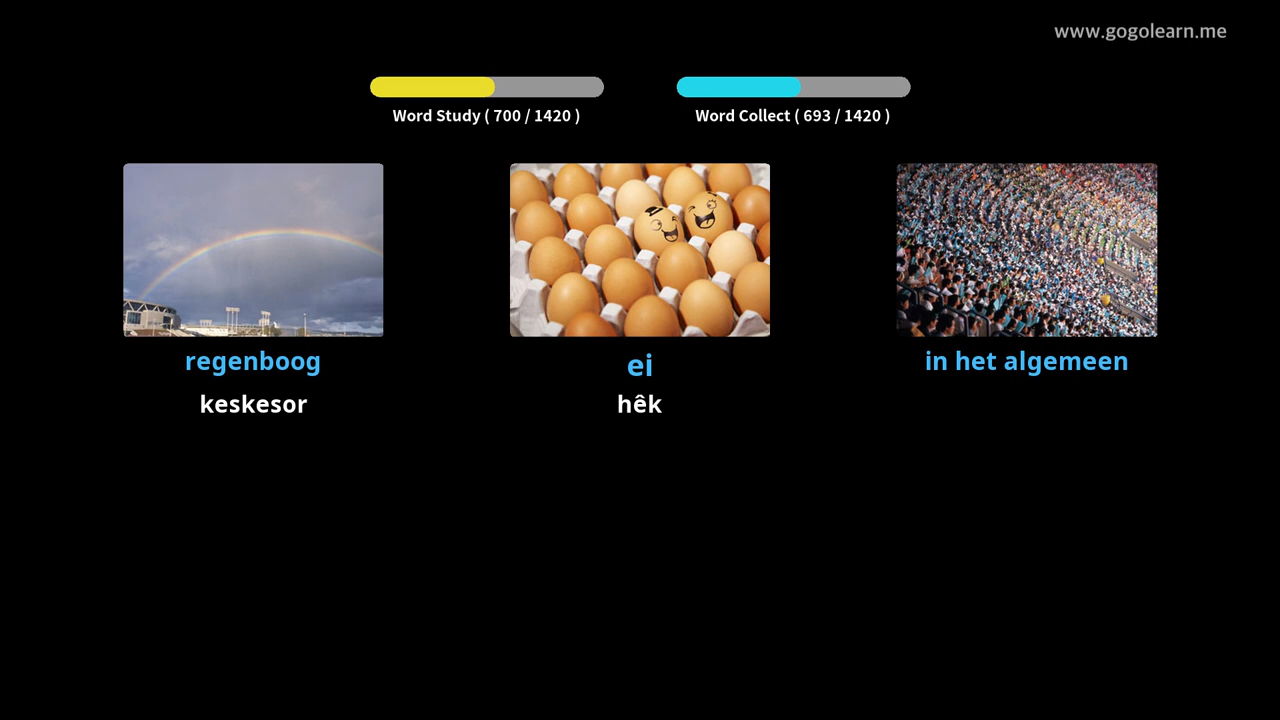 www.gogolearn.me
Word Study ( 700 / 1420 )
Word Collect ( 693 / 1420 )
regenboog
ei
in het algemeen
keskesor
hêk